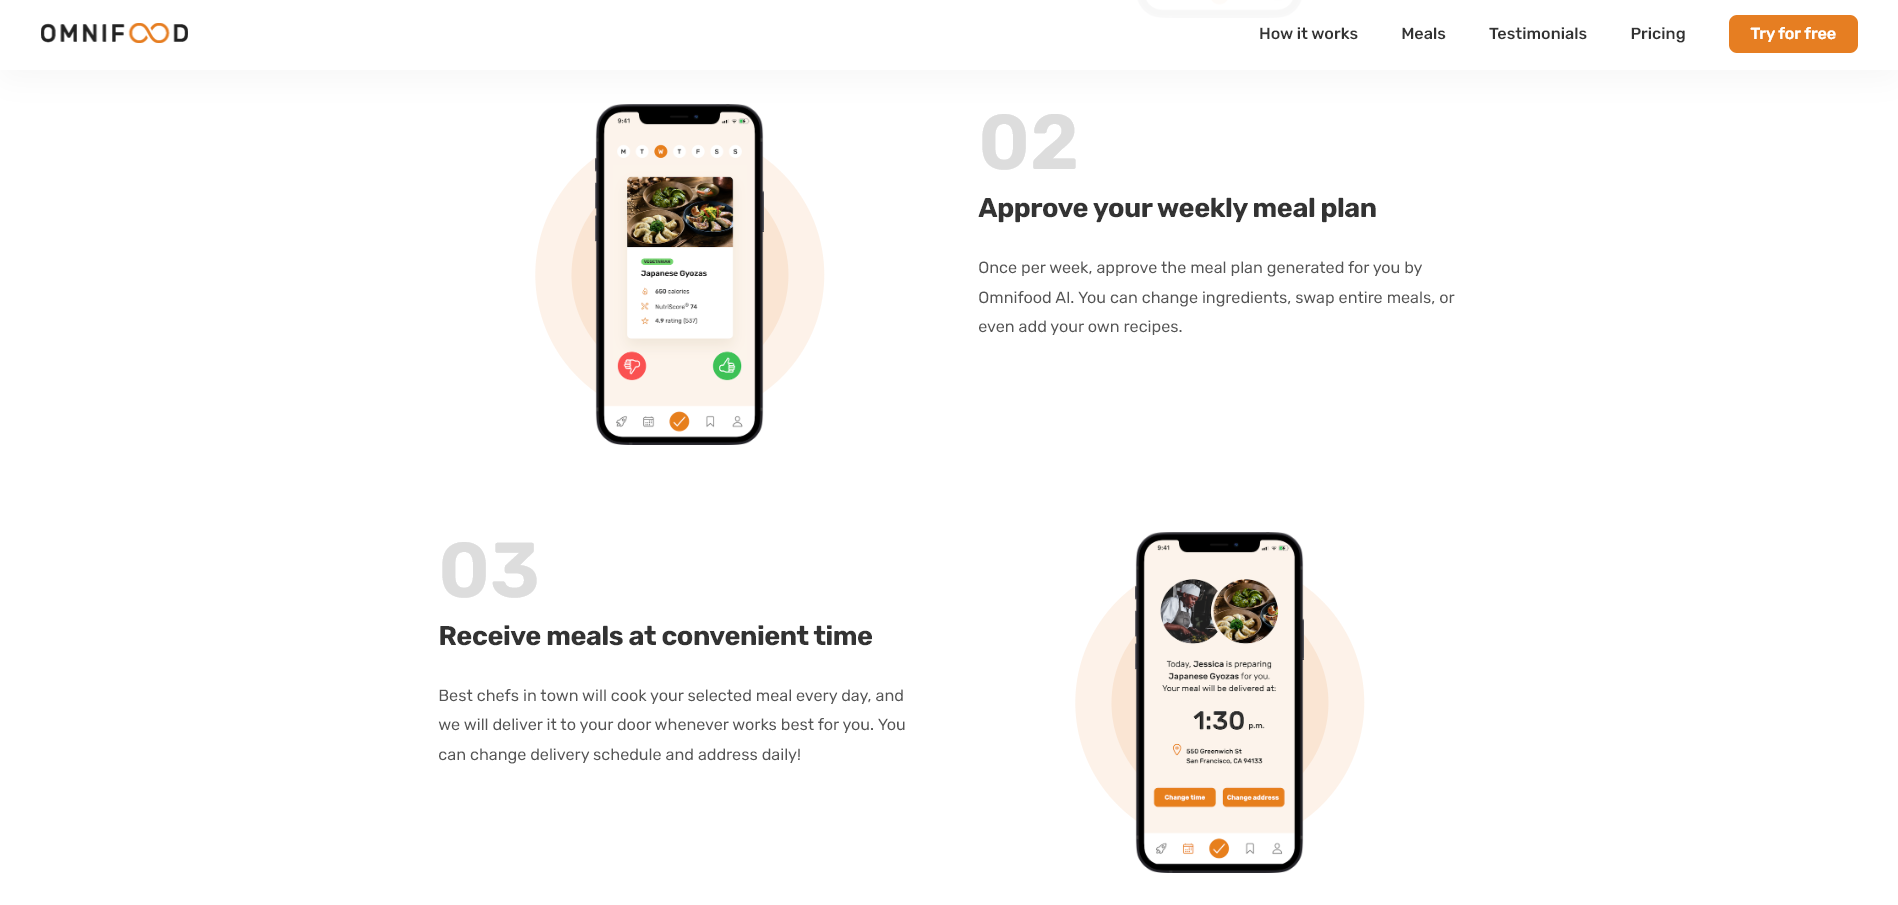 OMNIFOOD
How it works
Meals
Testimonials
Pricing
Try for free
9:41
M T W T F S S
VEGETARIAN
Japanese Gyozas
650 calories
NutriScore® 74
4.9 rating (537)
02
Approve your weekly meal plan
Once per week, approve the meal plan generated for you by
Omnifood AI. You can change ingredients, swap entire meals, or
even add your own recipes.
03
Receive meals at convenient time
Best chefs in town will cook your selected meal every day, and
we will deliver it to your door whenever works best for you. You
can change delivery schedule and address daily!
9:41
Today, Jessica is preparing
Japanese Gyozas for you.
Your meal will be delivered at:
1:30 p.m.
550 Greenwich St
San Francisco, CA 94133
Change time
Change address